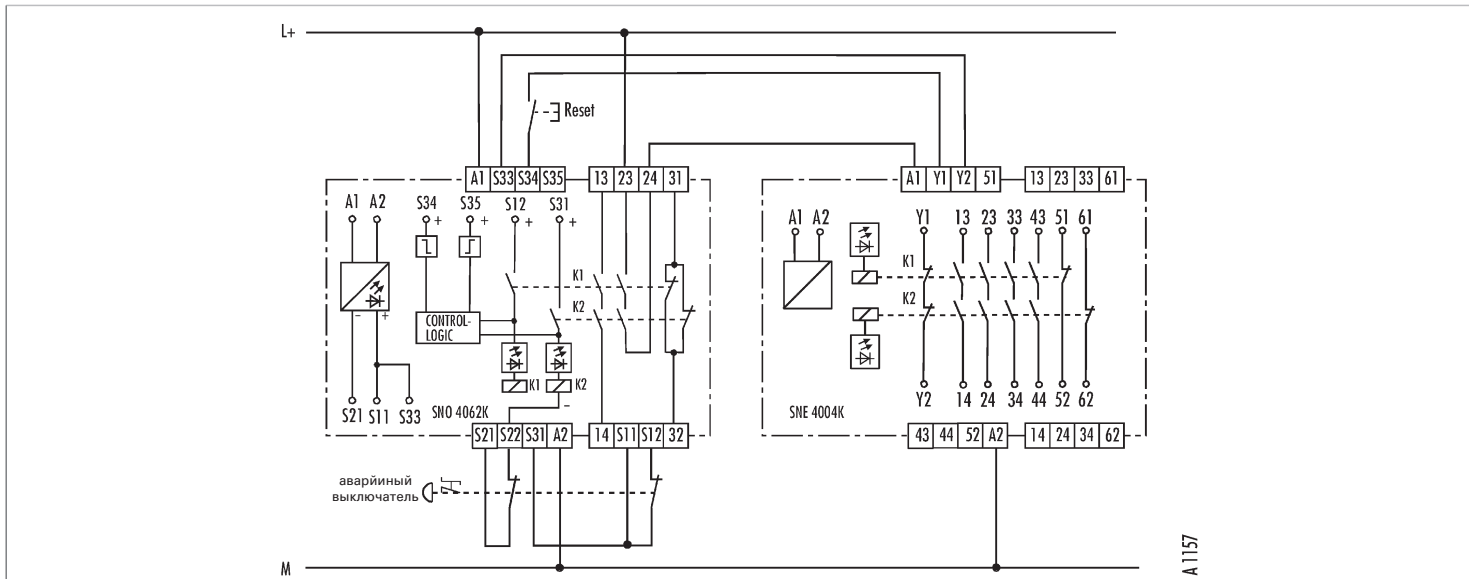 L+
Reset
A1 S33 S34 S35 13 23 24 31
A1 Y1 Y2 51 13 23 33 61
A1 A2 S34 + S35 + S12 + S31 +
A1 A2 Y1 13 23 33 43 51 61
K1
K1
K2
K2
- +
CONTROL-
LOGIC
K1 K2
-
S21 S11 S33
SNO 4062K
Y2 14 24 34 44 52 62
SNE 4004K
S21 S22 S31 A2 14 S11 S12 32
43 44 52 A2 14 24 34 62
аварйиный
выключатель
M
A 1157